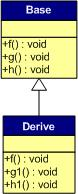 Base
+f() : void
+g() : void
+h() : void
Derive
+f() : void
+g1() : void
+h1() : void